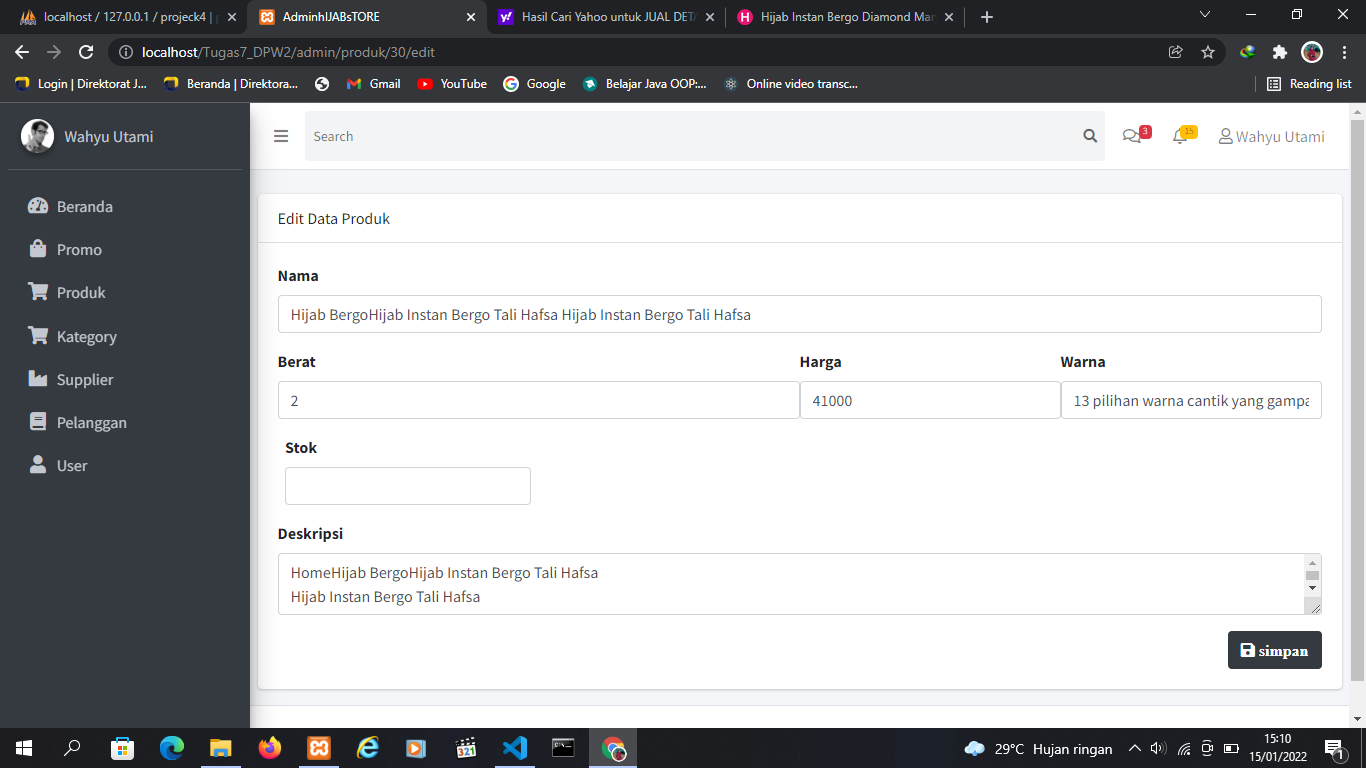 localhost / 127.0.0.1 / projeck4 |
AdminhIJABsTORE
Hasil Cari Yahoo untuk JUAL DETA
Hijab Instan Bergo Diamond Mar
localhost/Tugas7_DPW2/admin/produk/30/edit
Login | Direktorat J...
Beranda | Direktora...
Gmail
YouTube
Google
Belajar Java OOP:...
Online video transc...
Reading list
Wahyu Utami
Search
3
15
Wahyu Utami
Beranda
Promo
Produk
Kategory
Supplier
Pelanggan
User
Edit Data Produk
Nama
Hijab BergoHijab Instan Bergo Tali Hafsa Hijab Instan Bergo Tali Hafsa
Berat Harga Warna
2 41000 13 pilihan warna cantik yang gampa
Stok
Deskripsi
HomeHijab BergoHijab Instan Bergo Tali Hafsa
Hijab Instan Bergo Tali Hafsa
simpan
29°C Hujan ringan
15:10
15/01/2022
1